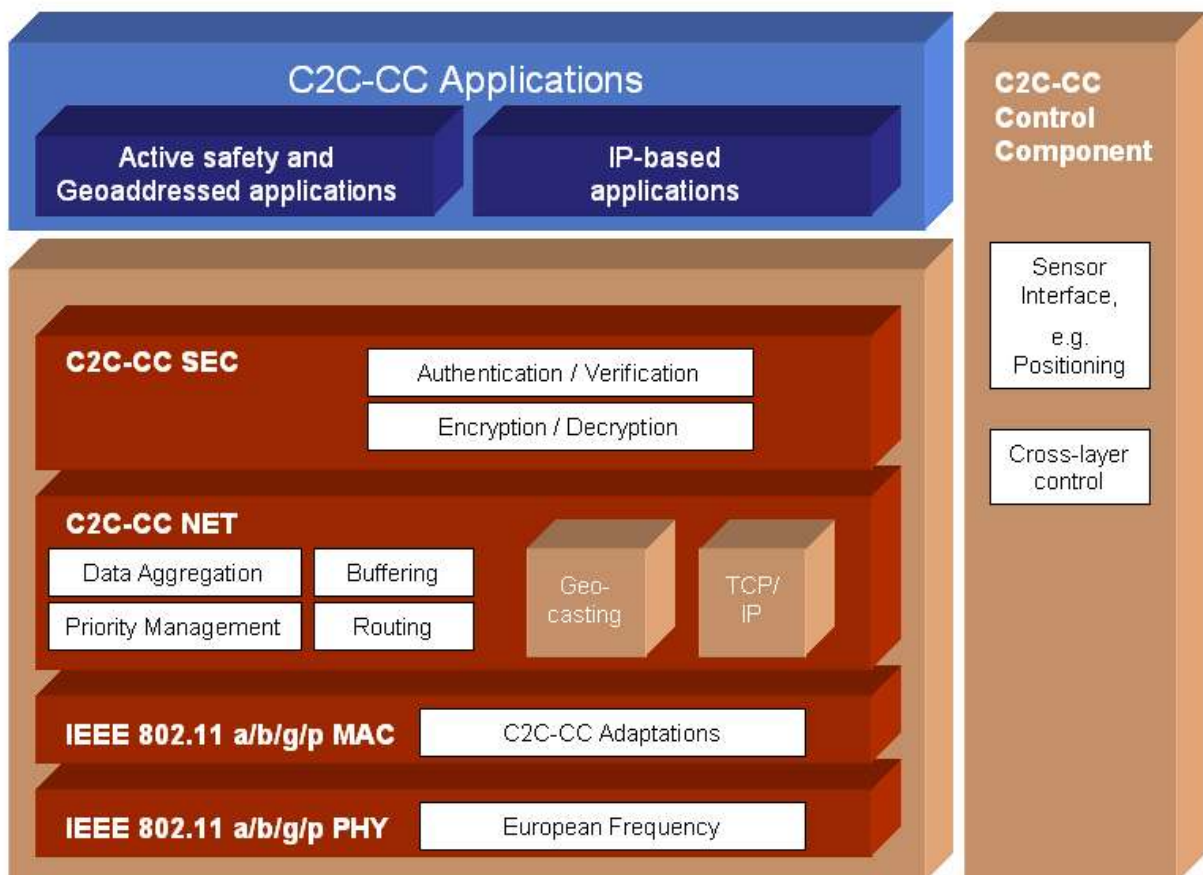 C2C-CC Applications
Active safety and
Geoaddressed applications
IP-based
applications
C2C-CC SEC
Authentication / Verification
Encryption / Decryption
C2C-CC NET
Data Aggregation
Buffering
Priority Management
Routing
Geo-
casting
TCP/
IP
IEEE 802.11 a/b/g/p MAC
C2C-CC Adaptations
IEEE 802.11 a/b/g/p PHY
European Frequency
C2C-CC
Control
Component
Sensor
Interface,
e.g.
Positioning
Cross-layer
control